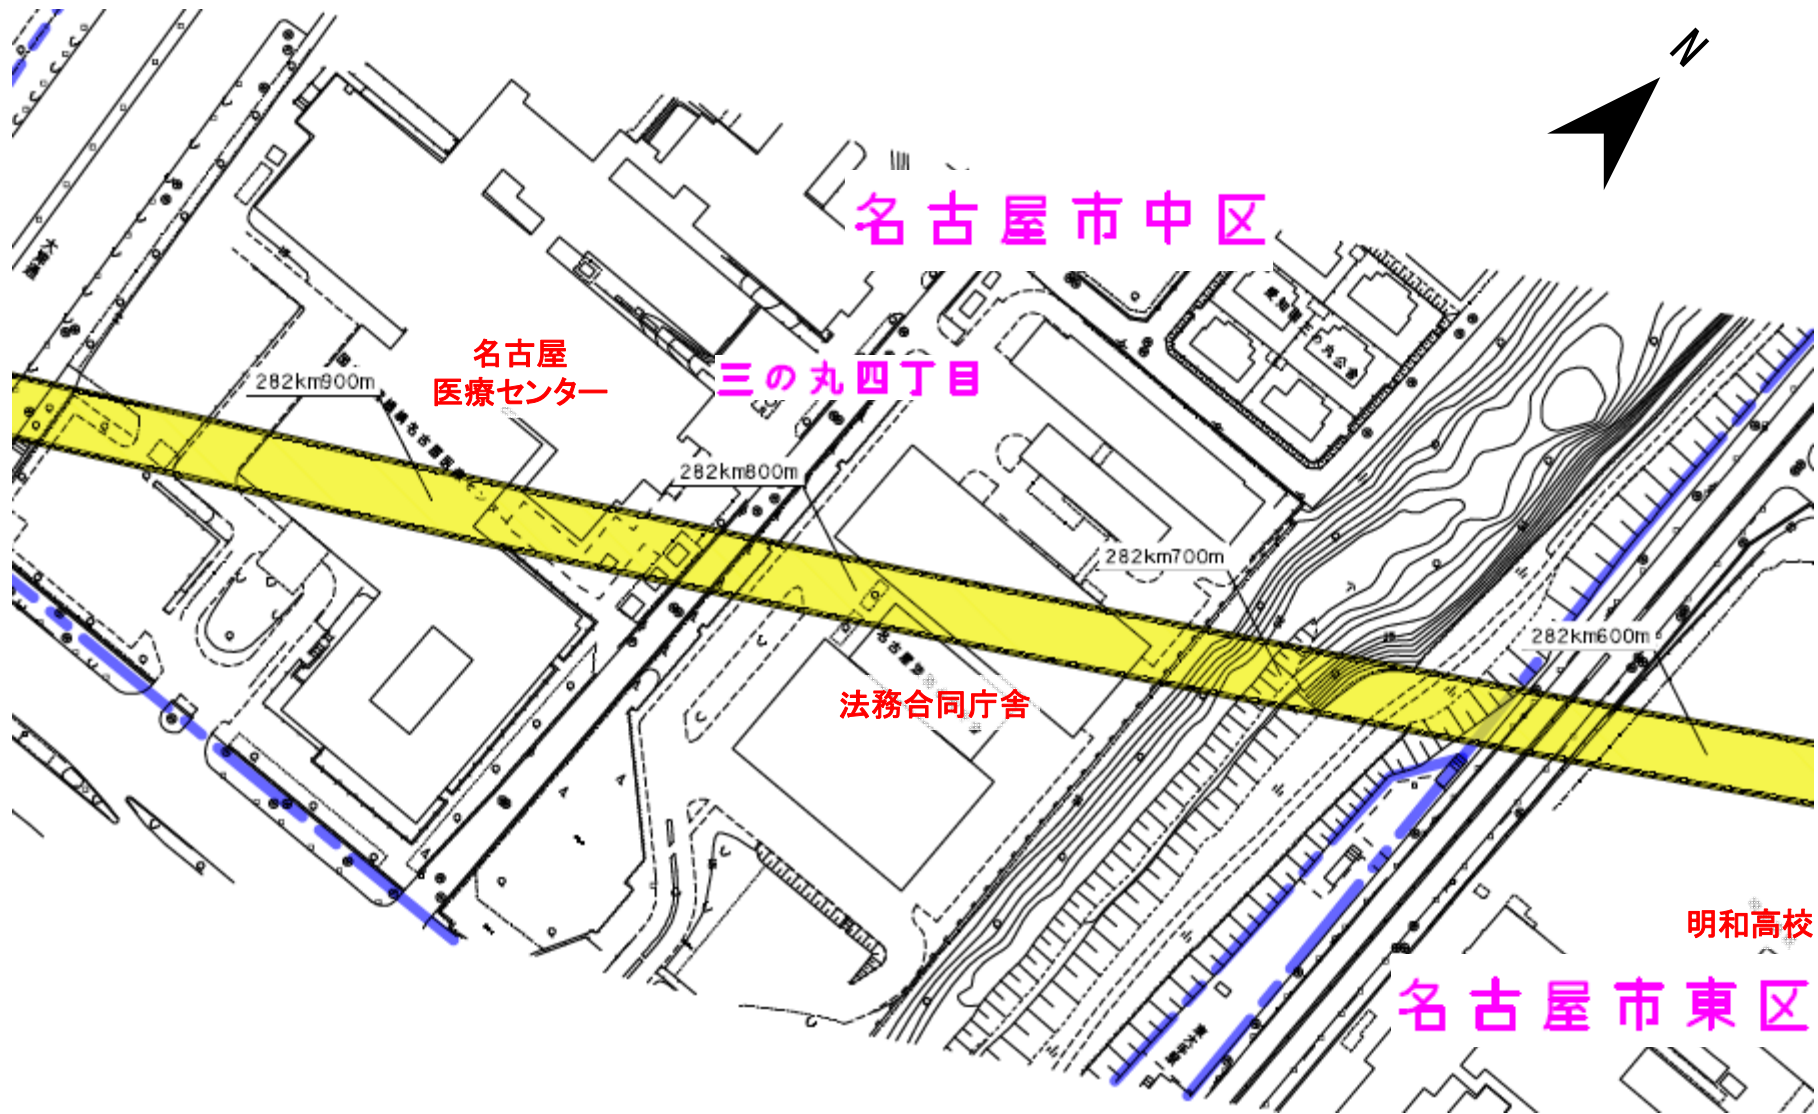 N
名古屋市中区
名古屋
医療センター
三の丸四丁目
282km900m
282km800m
282km700m
282km600m
法務合同庁舎
明和高校
名古屋市東区